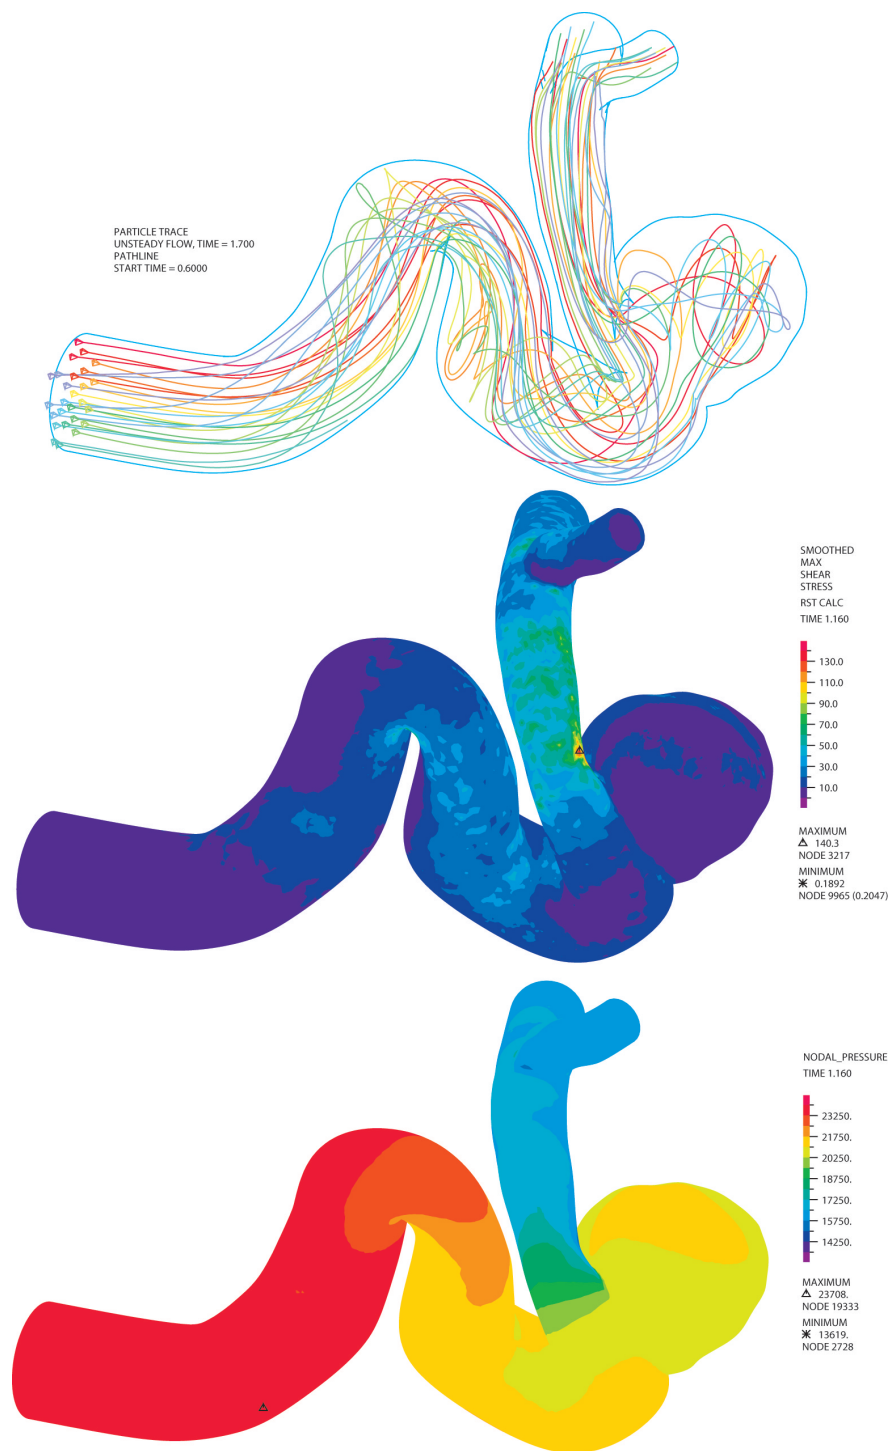 PARTICLE TRACE
UNSTEADY FLOW, TIME = 1.700
PATHLINE
START TIME = 0.6000
SMOOTHED
MAX
SHEAR
STRESS
RST CALC
TIME 1.160
130.0
110.0
90.0
70.0
50.0
30.0
10.0
MAXIMUM
140.3
NODE 3217
MINIMUM
0.1892
NODE 9965 (0.2047)
NODAL_PRESSURE
TIME 1.160
23250.
21750.
20250.
18750.
17250.
15750.
14250.
MAXIMUM
23708.
NODE 19333
MINIMUM
13619.
NODE 2728